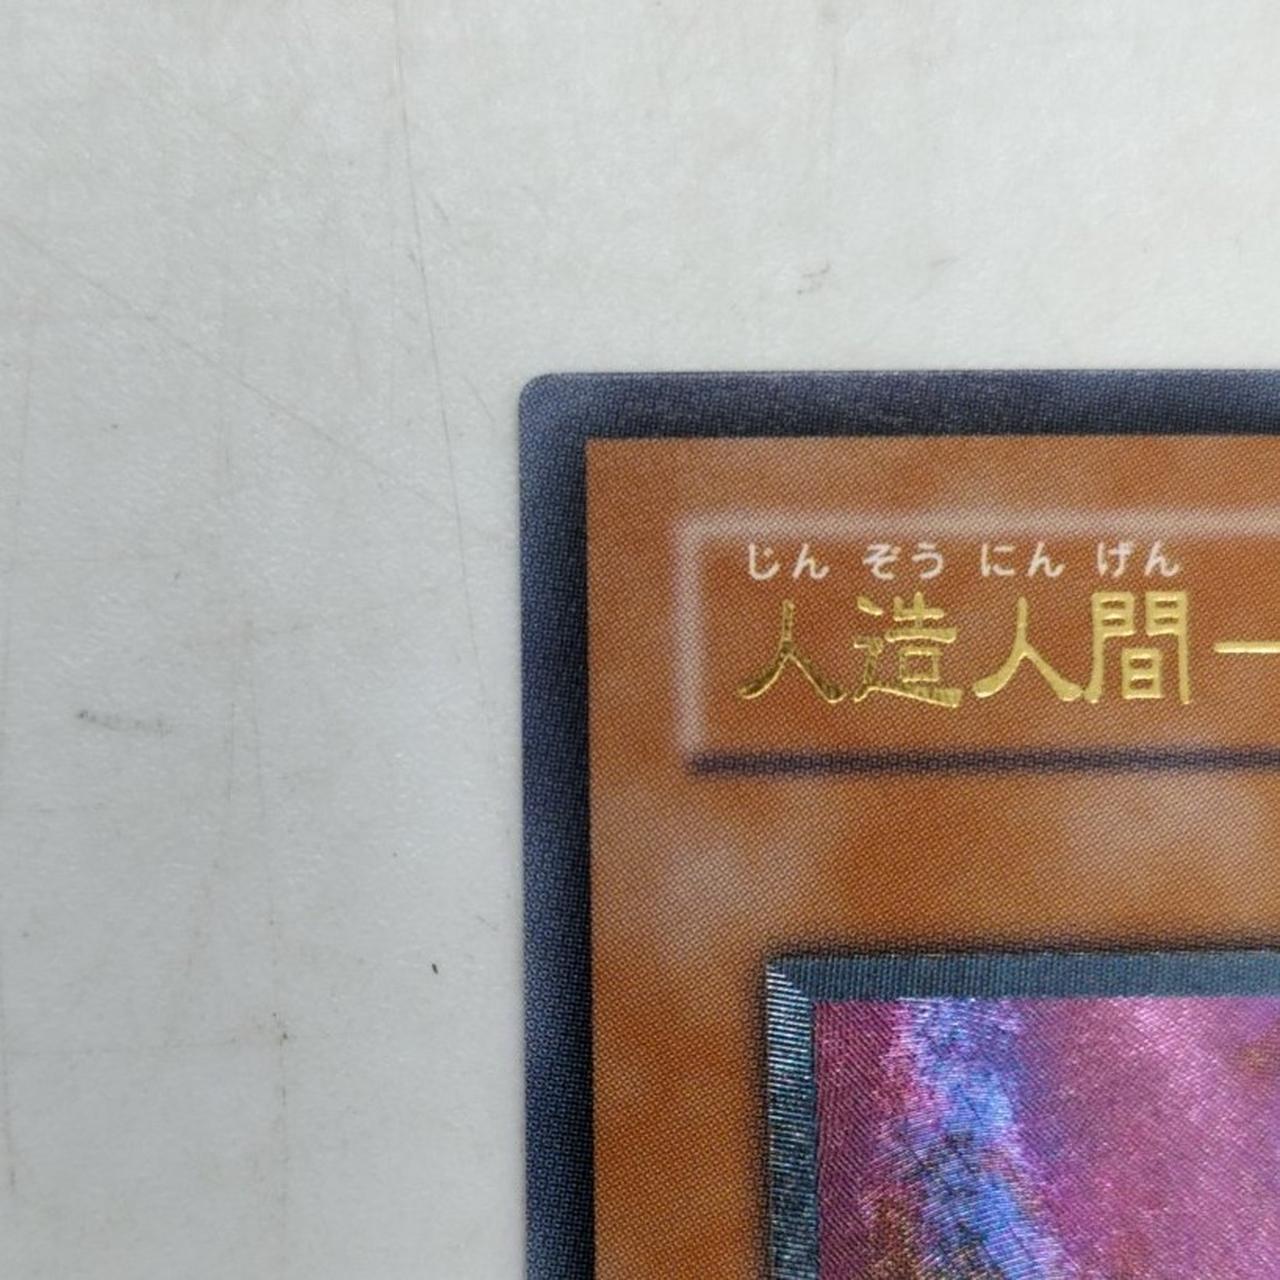 じん ぞう にん げん
人造人間－